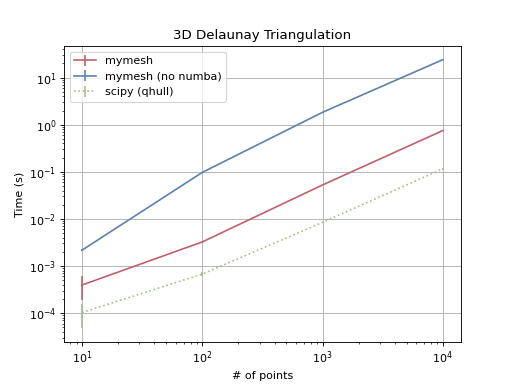 3D Delaunay Triangulation
mymesh
mymesh (no numba)
scipy (qhull)
Time (s)
10¹
10⁰
10⁻¹
10⁻²
10⁻³
10⁻⁴
10¹ 10² 10³ 10⁴
# of points